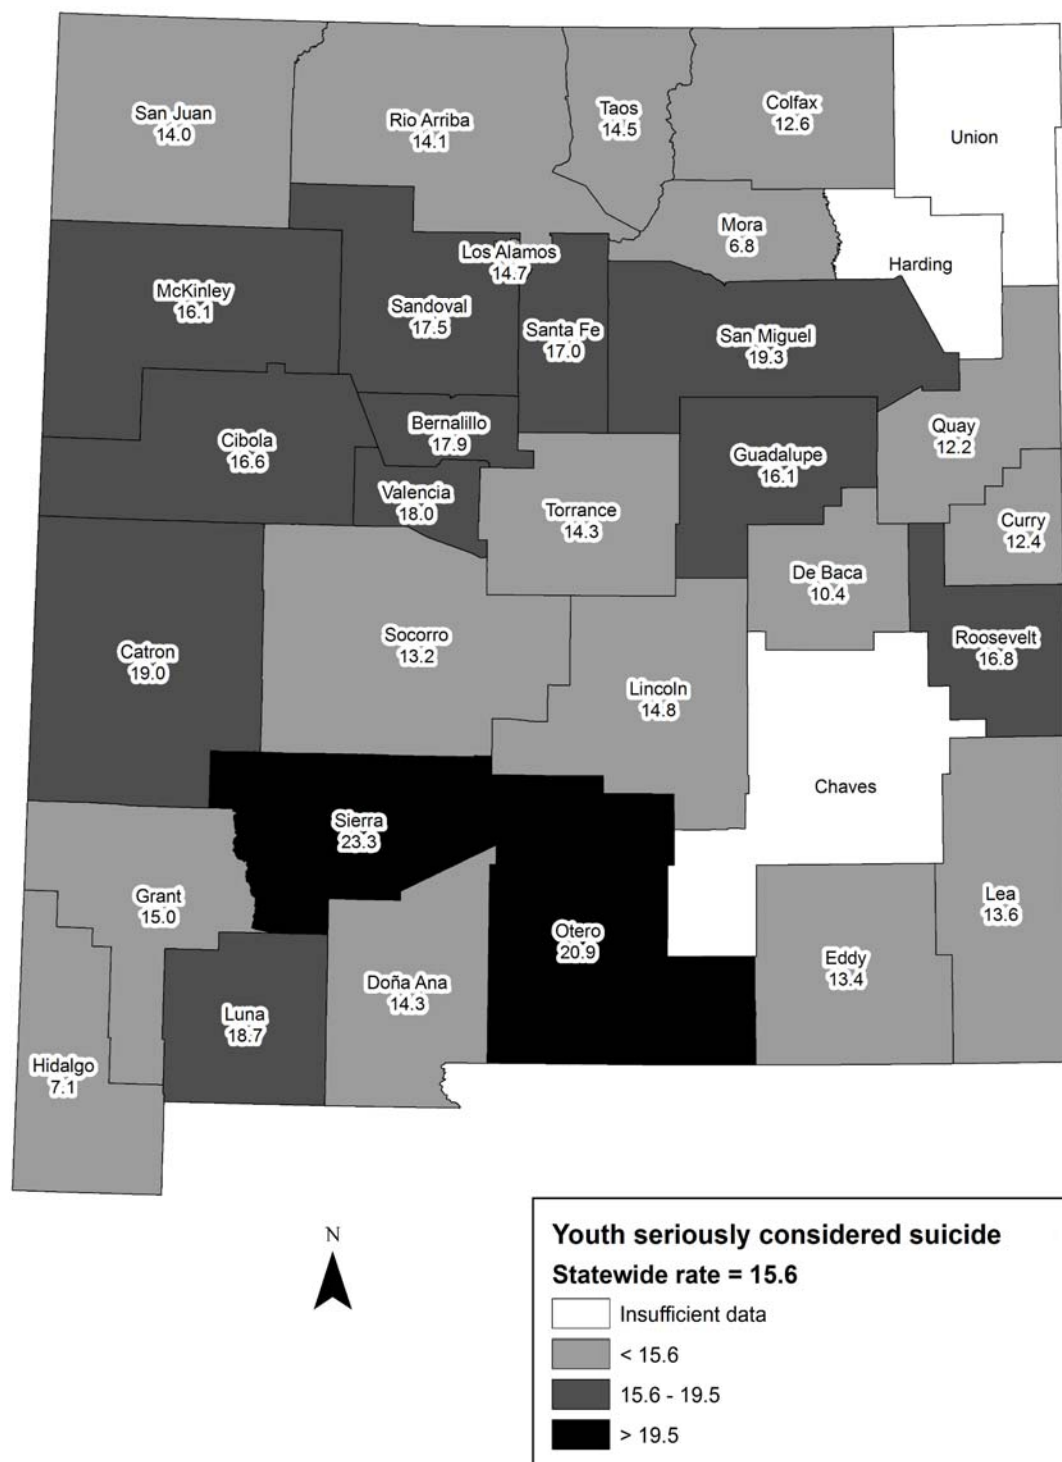 San Juan
14.0
Rio Arriba
14.1
Taos
14.5
Colfax
12.6
Union
Mora
6.8
Harding
Los Alamos
14.7
McKinley
16.1
Sandoval
17.5
Santa Fe
17.0
San Miguel
19.3
Bernalillo
17.9
Cibola
16.6
Quay
12.2
Guadalupe
16.1
Valencia
18.0
Torrance
14.3
Curry
12.4
De Baca
10.4
Socorro
13.2
Roosevelt
16.8
Catron
19.0
Lincoln
14.8
Chaves
Sierra
23.3
Grant
15.0
Lea
13.6
Otero
20.9
Eddy
13.4
Doña Ana
14.3
Luna
18.7
Hidalgo
7.1
N
Youth seriously considered suicide
Statewide rate = 15.6
Insufficient data
< 15.6
15.6 - 19.5
> 19.5